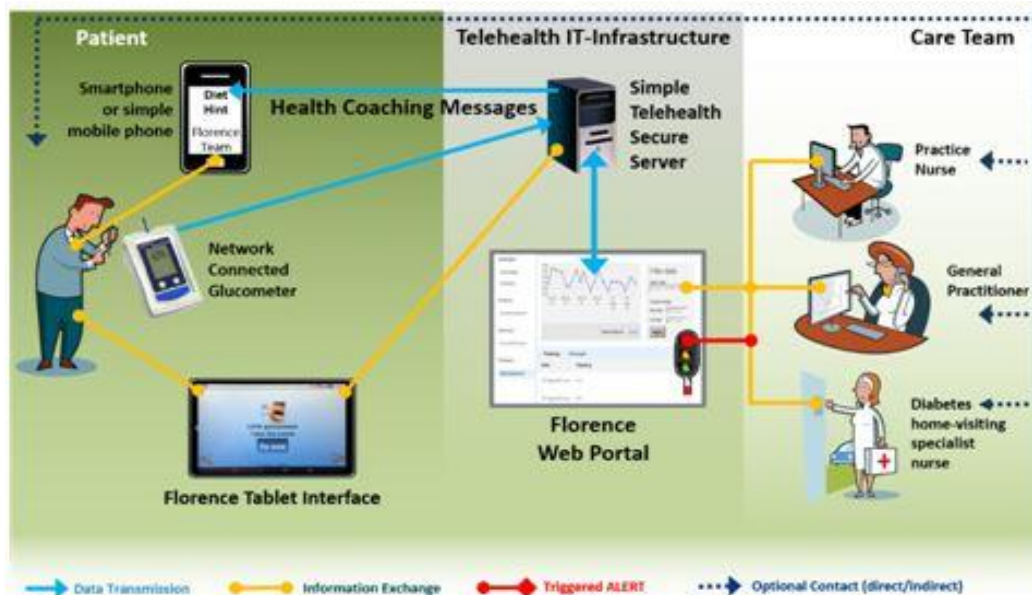 Patient
Telehealth IT-Infrastructure
Care Team
Smartphone
or simple
mobile phone
Diet
Hint
Florence
Team
Health Coaching Messages
Simple
Telehealth
Secure
Server
Practice
Nurse
Network
Connected
Glucometer
General
Practitioner
Florence
Web Portal
Diabetes
home-visiting
specialist
nurse
Florence Tablet Interface
Data Transmission
Information Exchange
Triggered ALERT
Optional Contact (direct/indirect)